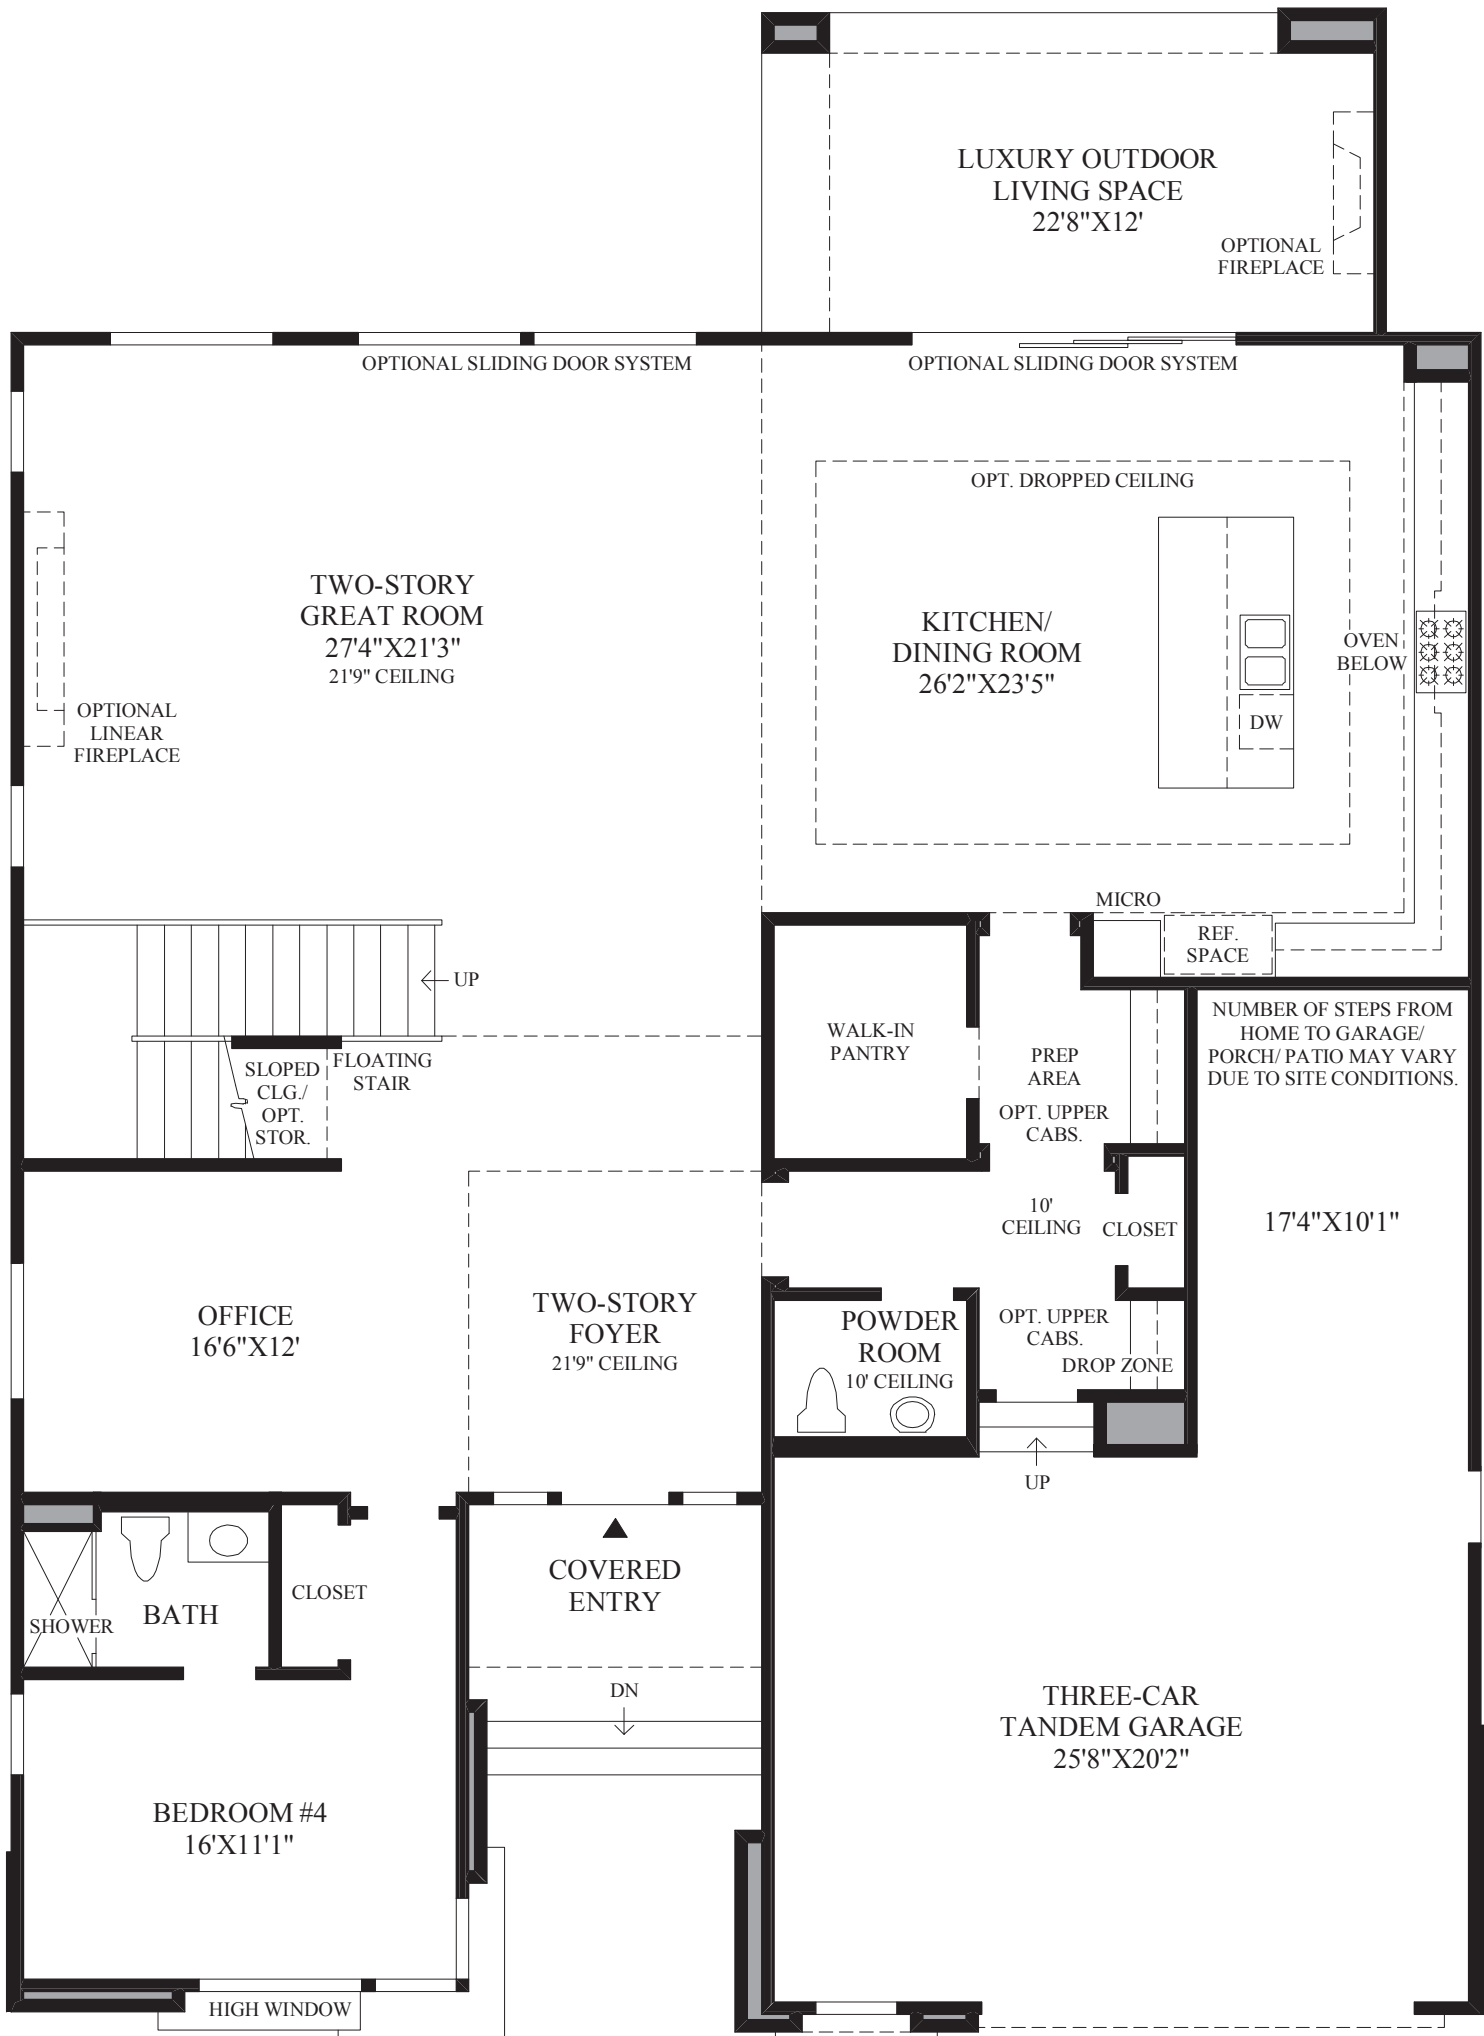 LUXURY OUTDOOR
LIVING SPACE
22'8"X12'
OPTIONAL
FIREPLACE
OPTIONAL SLIDING DOOR SYSTEM
OPTIONAL SLIDING DOOR SYSTEM
OPT. DROPPED CEILING
TWO-STORY
GREAT ROOM
27'4"X21'3"
21'9" CEILING
OPTIONAL
LINEAR
FIREPLACE
KITCHEN/
DINING ROOM
26'2"X23'5"
OVEN
BELOW
DW
MICRO
REF.
SPACE
UP
FLOATING
STAIR
SLOPED
CLG./
OPT.
STOR.
WALK-IN
PANTRY
PREP
AREA
OPT. UPPER
CABS.
NUMBER OF STEPS FROM
HOME TO GARAGE/
PORCH/ PATIO MAY VARY
DUE TO SITE CONDITIONS.
10'
CEILING
CLOSET
17'4"X10'1"
OFFICE
16'6"X12'
TWO-STORY
FOYER
21'9" CEILING
POWDER
ROOM
10' CEILING
OPT. UPPER
CABS.
DROP ZONE
UP
COVERED
ENTRY
CLOSET
BATH
SHOWER
DN
THREE-CAR
TANDEM GARAGE
25'8"X20'2"
BEDROOM #4
16'X11'1"
HIGH WINDOW